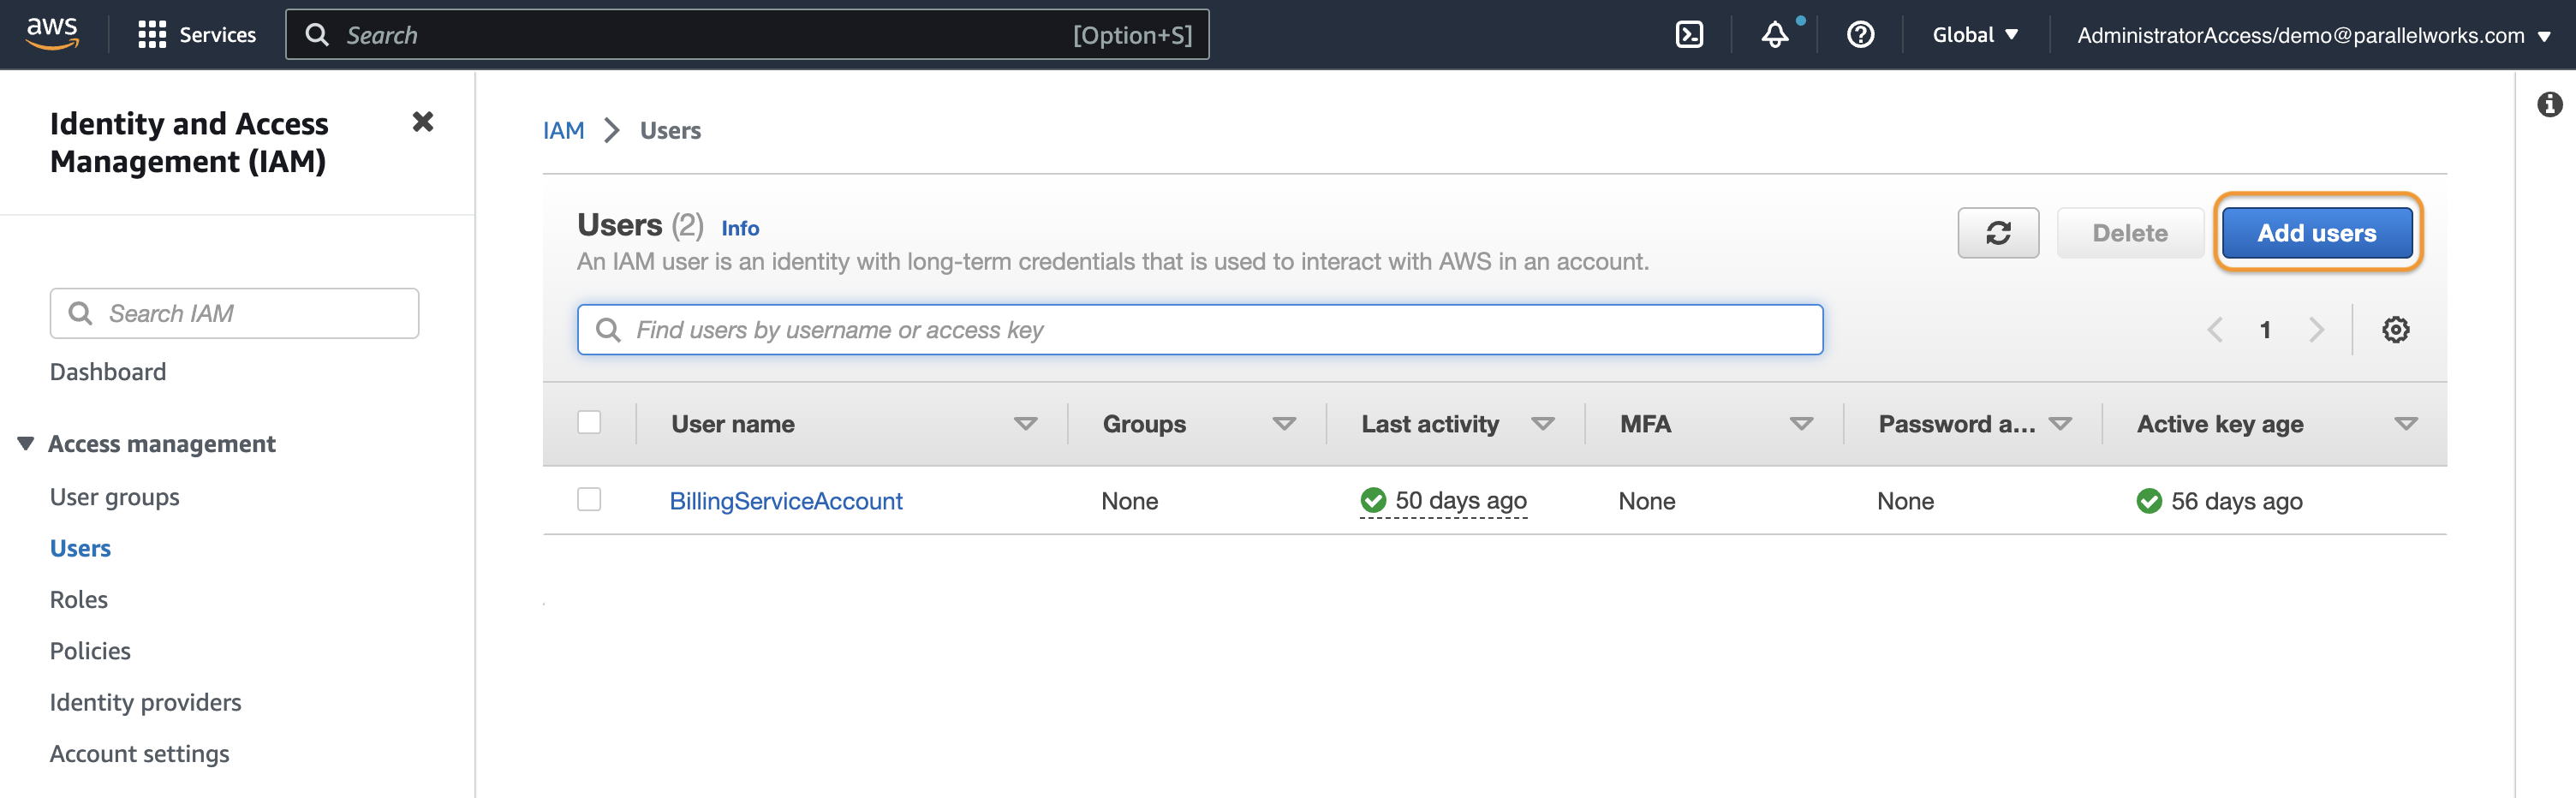 aws
Services
Search
[Option+S]
Global
AdministratorAccess/demo@parallelworks.com
Identity and Access
Management (IAM)
Search IAM
Dashboard
Access management
User groups
Users
Roles
Policies
Identity providers
Account settings
IAM
Users
Users (2) Info
An IAM user is an identity with long-term credentials that is used to interact with AWS in an account.
Delete
Add users
Find users by username or access key
1
User name Groups Last activity MFA Password a... Active key age
BillingServiceAccount None 50 days ago None None 56 days ago